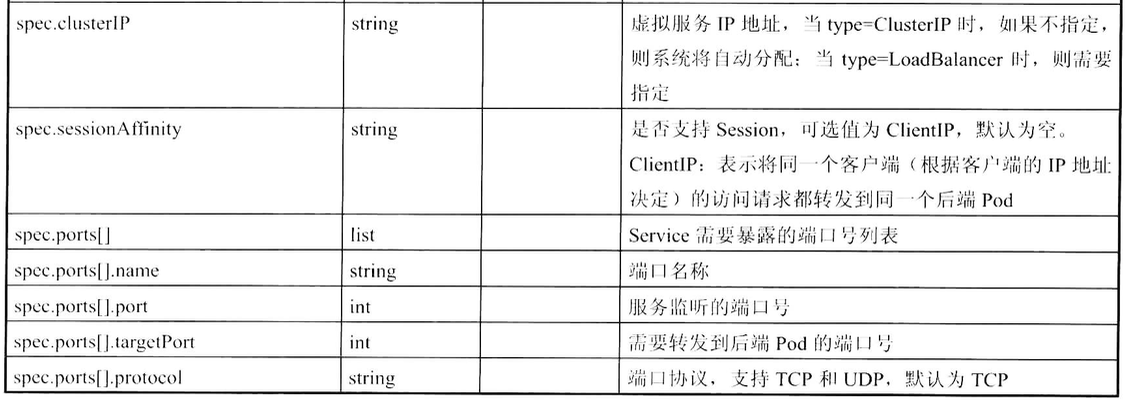 spec.clusterIP string 虚拟服务 IP 地址，当 type=ClusterIP 时，如果不指定，
则系统将自动分配；当 type=LoadBalancer 时，则需要
指定
spec.sessionAffinity string 是否支持 Session，可选值为 ClientIP，默认为空。
ClientIP：表示将同一个客户端（根据客户端的 IP 地址
决定）的访问请求都转发到同一个后端 Pod
spec.ports[] list Service 需要暴露的端口号列表
spec.ports[].name string 端口名称
spec.ports[].port int 服务监听的端口号
spec.ports[].targetPort int 需要转发到后端 Pod 的端口号
spec.ports[].protocol string 端口协议，支持 TCP 和 UDP，默认为 TCP